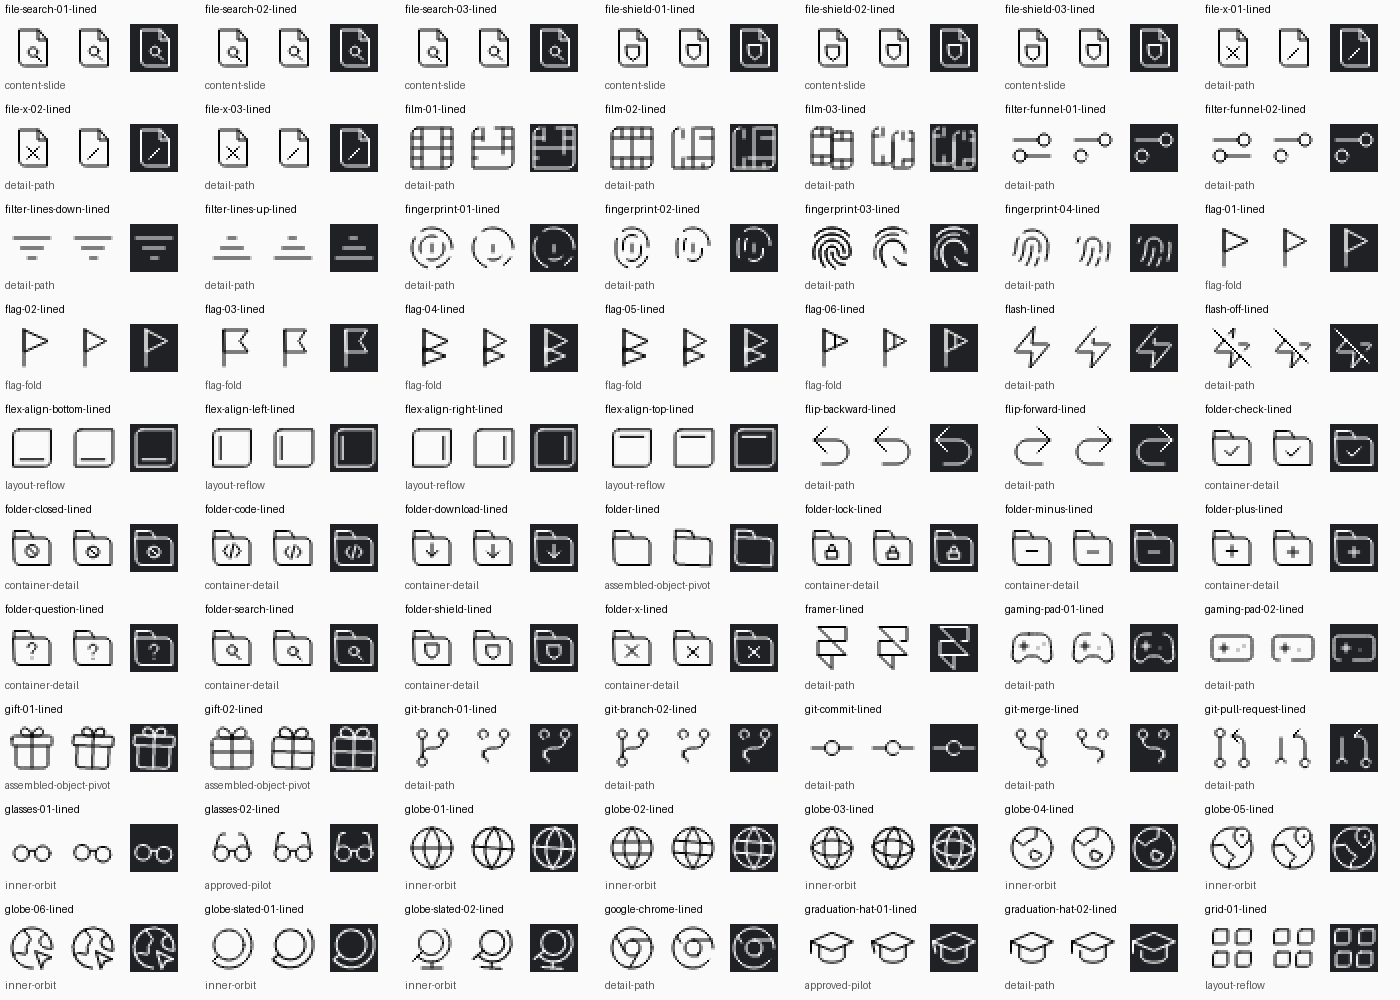 file-search-01-lined file-search-02-lined file-search-03-lined file-shield-01-lined file-shield-02-lined file-shield-03-lined file-x-01-lined
content-slide content-slide content-slide content-slide content-slide content-slide detail-path
file-x-02-lined file-x-03-lined film-01-lined film-02-lined film-03-lined filter-funnel-01-lined filter-funnel-02-lined
detail-path detail-path detail-path detail-path detail-path detail-path detail-path
filter-lines-down-lined filter-lines-up-lined fingerprint-01-lined fingerprint-02-lined fingerprint-03-lined fingerprint-04-lined flag-01-lined
detail-path detail-path detail-path detail-path detail-path detail-path flag-fold
flag-02-lined flag-03-lined flag-04-lined flag-05-lined flag-06-lined flash-lined flash-off-lined
flag-fold flag-fold flag-fold flag-fold flag-fold detail-path detail-path
flex-align-bottom-lined flex-align-left-lined flex-align-right-lined flex-align-top-lined flip-backward-lined flip-forward-lined folder-check-lined
layout-reflow layout-reflow layout-reflow layout-reflow detail-path detail-path container-detail
folder-closed-lined folder-code-lined folder-download-lined folder-lined folder-lock-lined folder-minus-lined folder-plus-lined
container-detail container-detail container-detail assembled-object-pivot container-detail container-detail container-detail
folder-question-lined folder-search-lined folder-shield-lined folder-x-lined framer-lined gaming-pad-01-lined gaming-pad-02-lined
container-detail container-detail container-detail container-detail detail-path detail-path detail-path
gift-01-lined gift-02-lined git-branch-01-lined git-branch-02-lined git-commit-lined git-merge-lined git-pull-request-lined
assembled-object-pivot assembled-object-pivot detail-path detail-path detail-path detail-path detail-path
glasses-01-lined glasses-02-lined globe-01-lined globe-02-lined globe-03-lined globe-04-lined globe-05-lined
inner-orbit approved-pilot inner-orbit inner-orbit inner-orbit inner-orbit inner-orbit
globe-06-lined globe-slated-01-lined globe-slated-02-lined google-chrome-lined graduation-hat-01-lined graduation-hat-02-lined grid-01-lined
inner-orbit inner-orbit inner-orbit detail-path approved-pilot detail-path layout-reflow